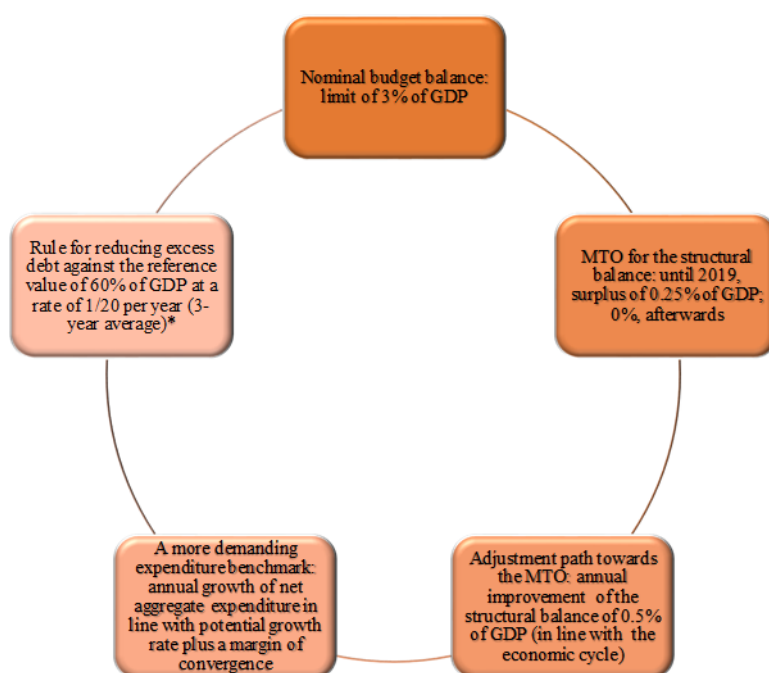 Nominal budget balance:
limit of 3% of GDP
MTO for the structural
balance: until 2019,
surplus of 0.25% of GDP;
0%, afterwards
Adjustment path towards
the MTO: annual
improvement of the
structural balance of 0.5%
of GDP (in line with the
economic cycle)
A more demanding
expenditure benchmark:
annual growth of net
aggregate expenditure in
line with potential growth
rate plus a margin of
convergence
Rule for reducing excess
debt against the reference
value of 60% of GDP at a
rate of 1/20 per year (3-
year average)*